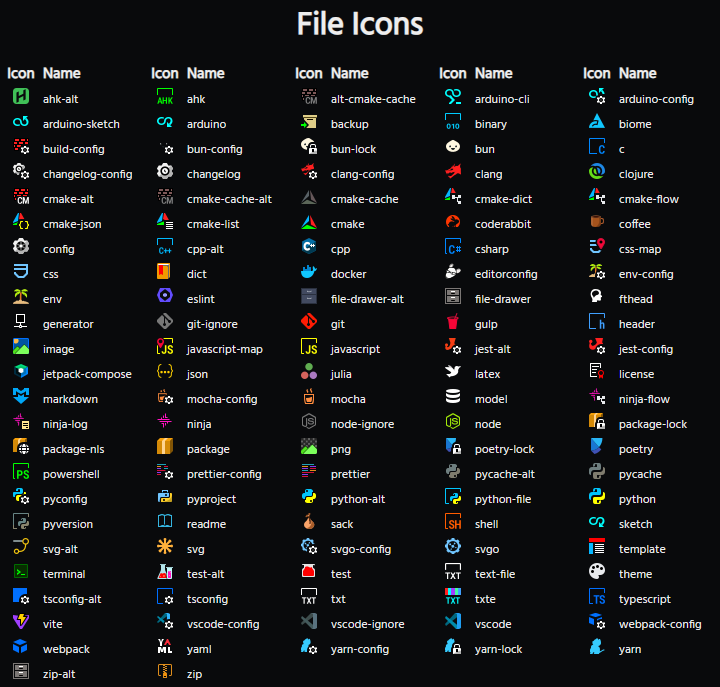 File Icons
Icon Name Icon Name Icon Name Icon Name Icon Name
ahk-alt AHK ahk CM alt-cmake-cache arduino-cli arduino-config
arduino-sketch arduino backup 010 binary biome
build-config bun-config bun-lock bun C c
changelog-config changelog clang-config clang clojure
CM cmake-alt CM cmake-cache-alt cmake-cache cmake-dict cmake-flow
{} cmake-json cmake-list cmake coderabbit coffee
config C++ cpp-alt C++ cpp C# csharp css-map
css dict docker editorconfig env-config
env eslint file-drawer-alt file-drawer fthead
generator git-ignore git gulp h header
image JS javascript-map JS javascript jest-alt jest-config
jetpack-compose {} json julia latex license
markdown mocha-config mocha model ninja-flow
ninja-log ninja JS node-ignore JS node package-lock
package-nls package png poetry-lock poetry
PS powershell prettier-config prettier pycache-alt pycache
pyconfig pyproject python-alt python-file python
pyversion readme sack SH shell sketch
svg-alt svg svgo-config svgo template
terminal test-alt test TXT text-file theme
tsconfig-alt tsconfig TXT txt TXT txte TS typescript
vite vscode-config vscode-ignore vscode webpack-config
webpack YAML yaml yarn-config yarn-lock yarn
zip-alt zip